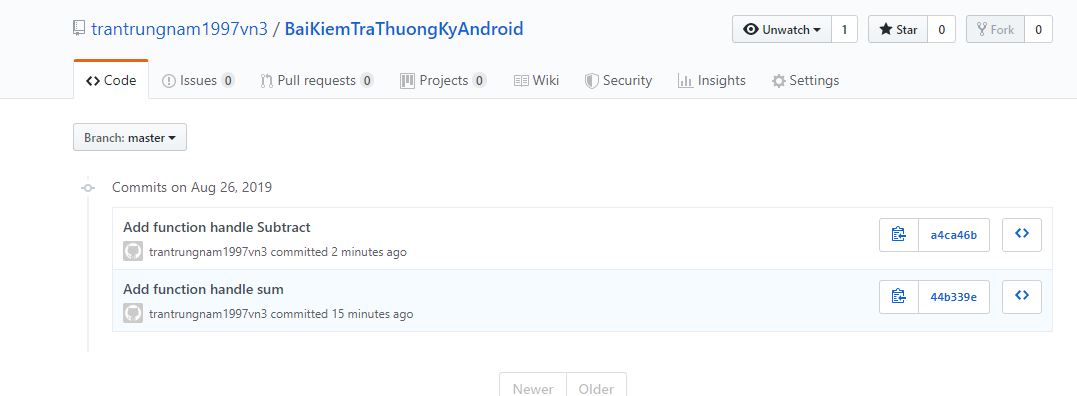 trantrungnam1997vn3 / BaiKiemTraThuongKyAndroid
Unwatch 1 Star 0 Fork 0
Code Issues 0 Pull requests 0 Projects 0 Wiki Security Insights Settings
Branch: master
Commits on Aug 26, 2019
Add function handle Subtract
trantrungnam1997vn3 committed 2 minutes ago
a4ca46b
Add function handle sum
trantrungnam1997vn3 committed 15 minutes ago
44b339e
Newer Older